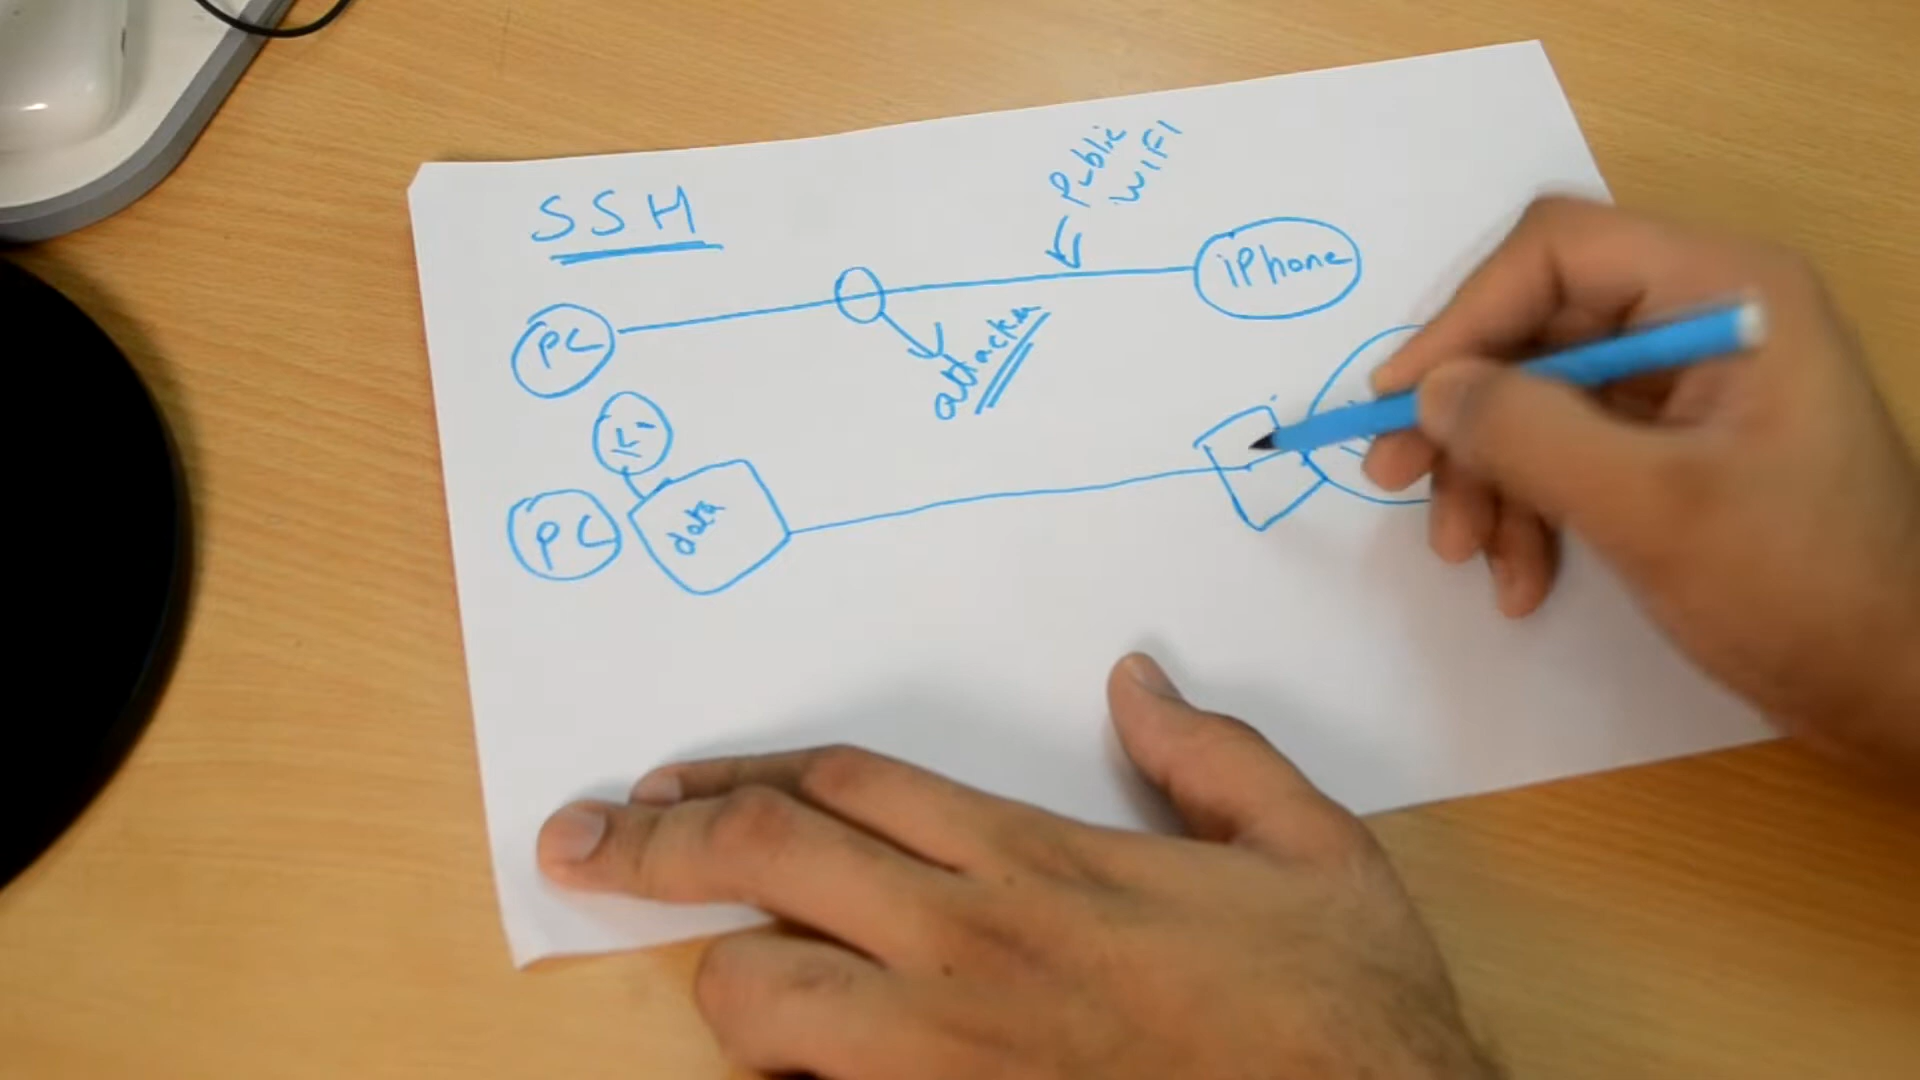 SSH
Public
WIFI
iPhone
PC
attacker
PC
data